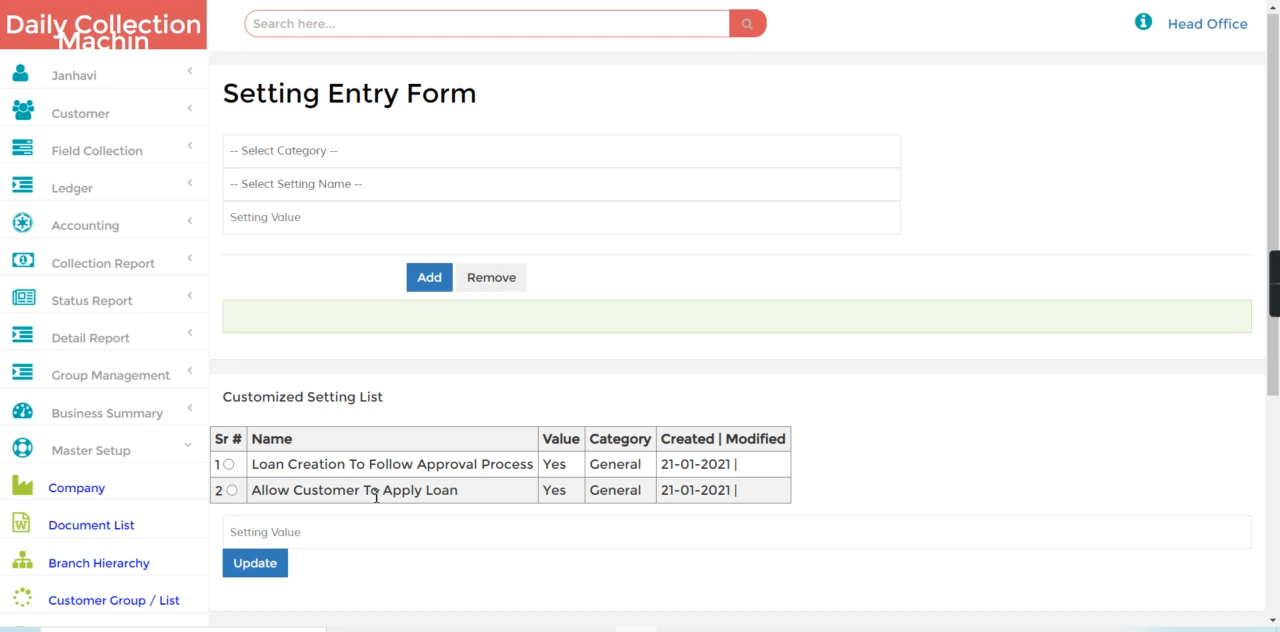 Daily Collection
Machin
Search here...
Head Office
Janhavi
Customer
Field Collection
Ledger
Accounting
Collection Report
Status Report
Detail Report
Group Management
Business Summary
Master Setup
Company
Document List
Branch Hierarchy
Customer Group / List
Setting Entry Form
-- Select Category --
-- Select Setting Name --
Setting Value
Add Remove
Customized Setting List
Sr # Name Value Category Created | Modified
1 Loan Creation To Follow Approval Process Yes General 21-01-2021 |
2 Allow Customer To Apply Loan Yes General 21-01-2021 |
Setting Value
Update